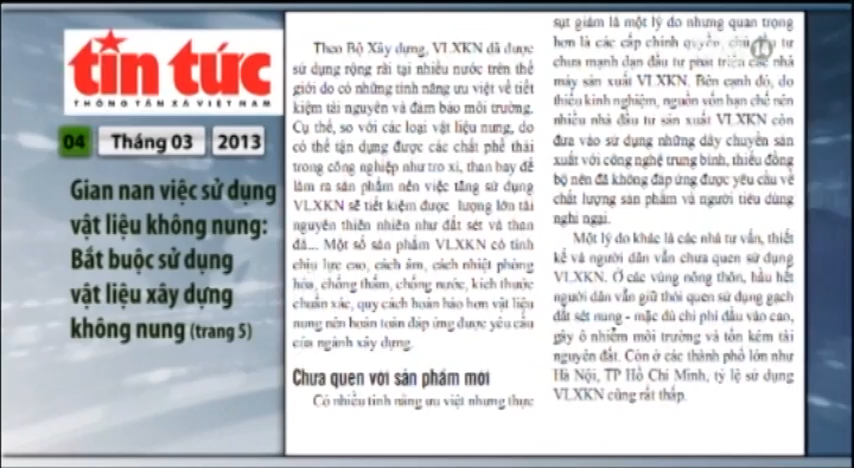 tin tức
THÔNG TẤN XÃ VIỆT NAM
04 Tháng 03 2013
Gian nan việc sử dụng
vật liệu không nung:
Bắt buộc sử dụng
vật liệu xây dựng
không nung (trang 5)
Theo Bộ Xây dựng, VLXKN đã được
sử dụng rộng rãi tại nhiều nước trên thế
giới do có những tính năng ưu việt về tiết
kiệm tài nguyên và đảm bảo môi trường.
Cụ thể, so với các loại vật liệu nung, do
có thể tận dụng được các chất phế thải
trong công nghiệp như tro xỉ, than bay để
làm ra sản phẩm nên việc tăng sử dụng
VLXKN sẽ tiết kiệm được lượng lớn tài
nguyên thiên nhiên như đất sét và than
đá... Một số sản phẩm VLXKN có tính
chịu lực cao, cách âm, cách nhiệt phòng
hỏa, chống thấm, chống nước, kích thước
chuẩn xác, quy cách hoàn hảo hơn vật liệu
nung nên hoàn toàn đáp ứng được yêu cầu
của ngành xây dựng.
Chưa quen với sản phẩm mới
Có nhiều tính năng ưu việt nhưng thực
sụt giảm là một lý do nhưng quan trọng
hơn là các cấp chính quyền, chủ đầu tư
chưa mạnh dạn đầu tư phát triển các nhà
máy sản xuất VLXKN. Bên cạnh đó, do
thiếu kinh nghiệm, nguồn vốn hạn chế nên
nhiều nhà đầu tư sản xuất VLXKN còn
đưa vào sử dụng những dây chuyền sản
xuất với công nghệ trung bình, thiếu đồng
bộ nên đã không đáp ứng được yêu cầu về
chất lượng sản phẩm và người tiêu dùng
nghi ngại.
Một lý do khác là các nhà tư vấn, thiết
kế và người dân vẫn chưa quen sử dụng
VLXKN. Ở các vùng nông thôn, hầu hết
người dân vẫn giữ thói quen sử dụng gạch
đất sét nung - mặc dù chi phí đầu vào cao,
gây ô nhiễm môi trường và tốn kém tài
nguyên đất. Còn ở các thành phố lớn như
Hà Nội, TP Hồ Chí Minh, tỷ lệ sử dụng
VLXKN cũng rất thấp.